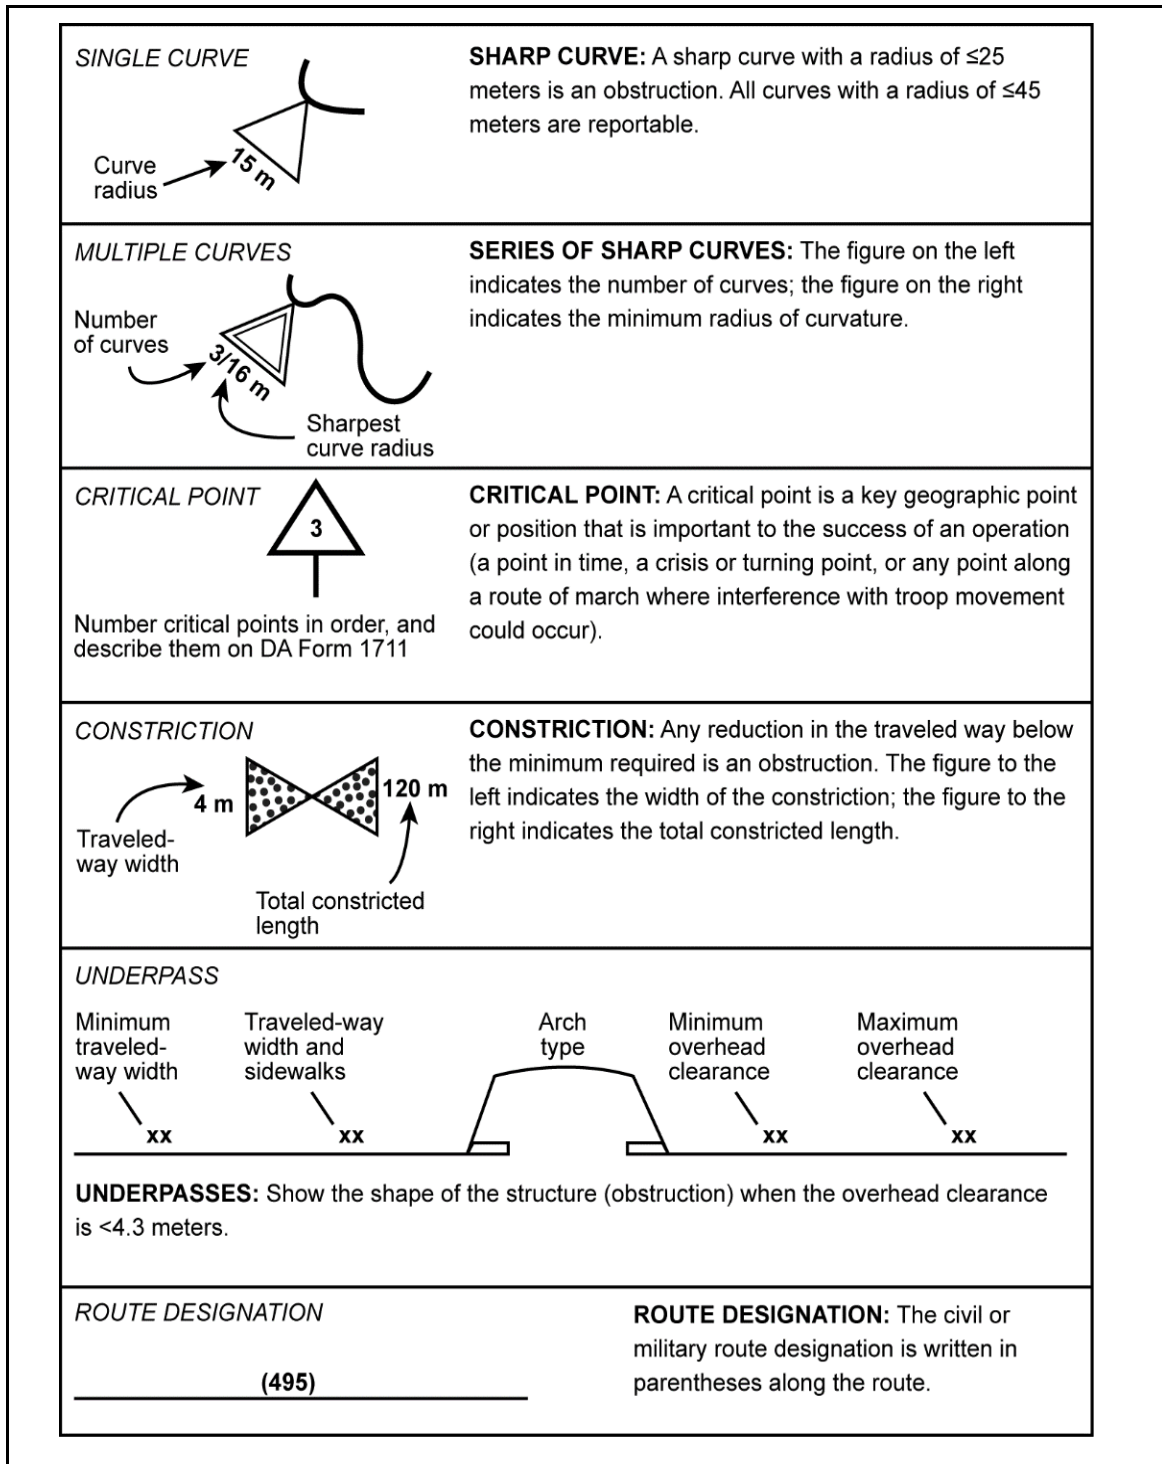 SINGLE CURVE
Curve
radius
15 m
SHARP CURVE: A sharp curve with a radius of ≤25
meters is an obstruction. All curves with a radius of ≤45
meters are reportable.
MULTIPLE CURVES
Number
of curves
3/16 m
Sharpest
curve radius
SERIES OF SHARP CURVES: The figure on the left
indicates the number of curves; the figure on the right
indicates the minimum radius of curvature.
CRITICAL POINT
3
Number critical points in order, and
describe them on DA Form 1711
CRITICAL POINT: A critical point is a key geographic point
or position that is important to the success of an operation
(a point in time, a crisis or turning point, or any point along
a route of march where interference with troop movement
could occur).
CONSTRICTION
4 m
120 m
Traveled-
way width
Total constricted
length
CONSTRICTION: Any reduction in the traveled way below
the minimum required is an obstruction. The figure to the
left indicates the width of the constriction; the figure to the
right indicates the total constricted length.
UNDERPASS
Minimum
traveled-
way width
xx
Traveled-way
width and
sidewalks
xx
Arch
type
Minimum
overhead
clearance
xx
Maximum
overhead
clearance
xx
UNDERPASSES: Show the shape of the structure (obstruction) when the overhead clearance
is <4.3 meters.
ROUTE DESIGNATION
(495)
ROUTE DESIGNATION: The civil or
military route designation is written in
parentheses along the route.